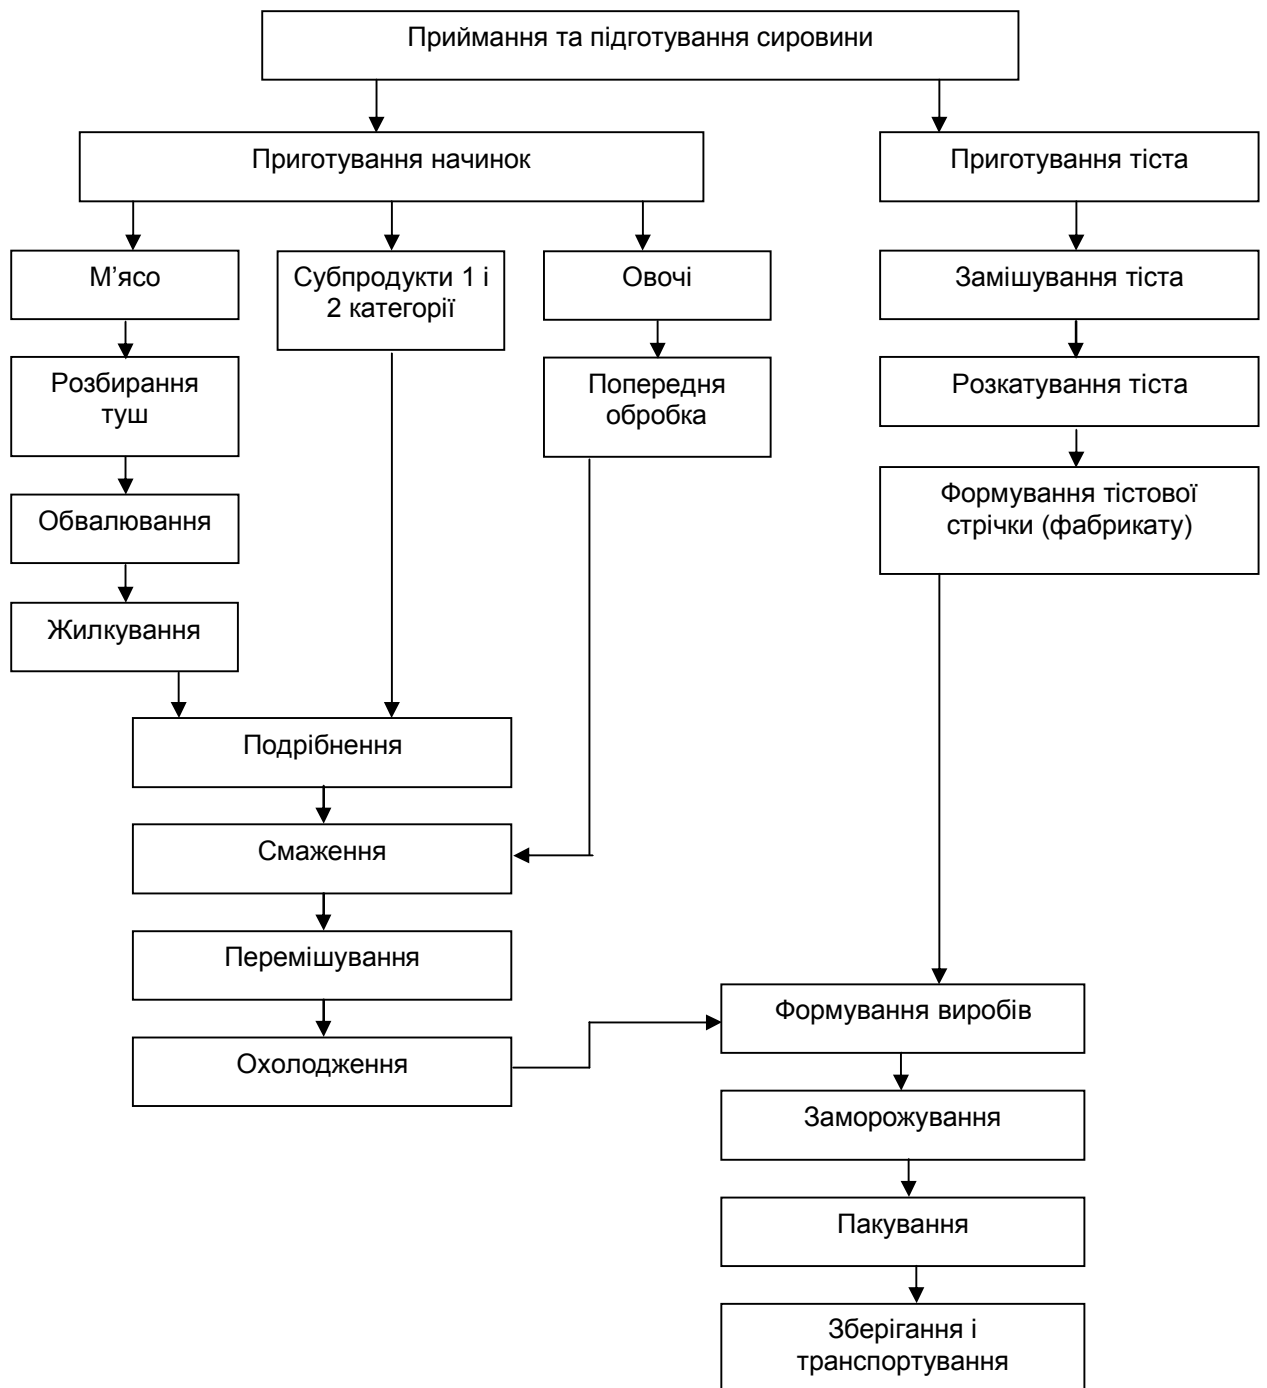 Приймання та підготування сировини
Приготування начинок
Приготування тіста
М’ясо
Субпродукти 1 і
2 категорії
Овочі
Замішування тіста
Розбирання
туш
Попередня
обробка
Розкатування тіста
Обвалювання
Формування тістової
стрічки (фабрикату)
Жилкування
Подрібнення
Смаження
Перемішування
Охолодження
Формування виробів
Заморожування
Пакування
Зберігання і
транспортування